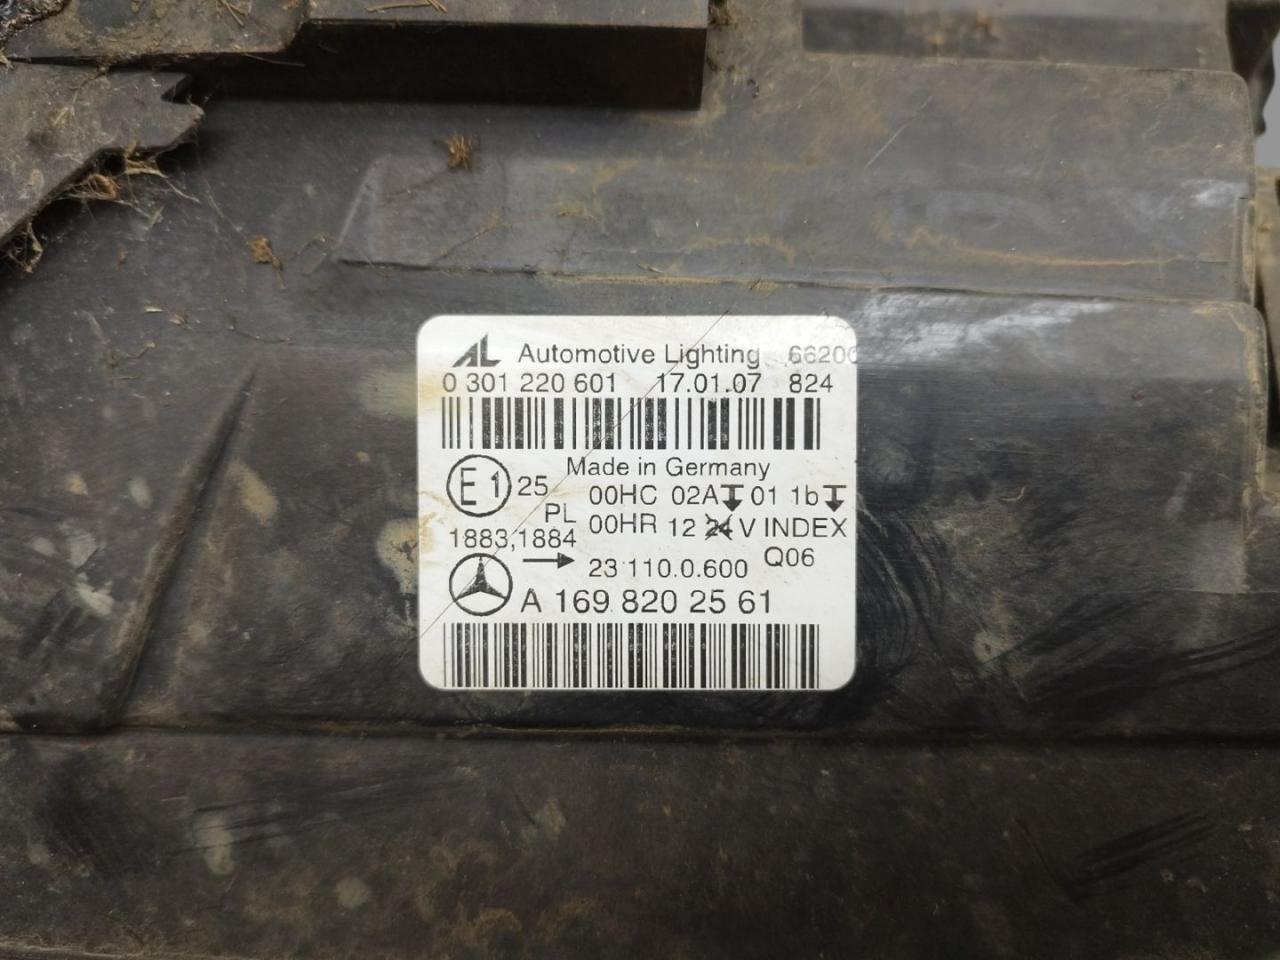 AL Automotive Lighting 66206
0 301 220 601 17.01.07 824
Made in Germany
E1 25 00HC 02A 01 1b
PL 00HR 12 24 V INDEX
1883,1884 Q06
23 110.0.600
A 169 820 25 61